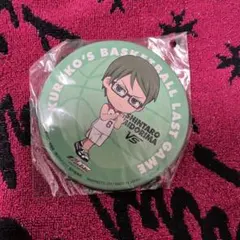 KUROKO'S BASKETBALL LAST GAME
SHINTARO
MIDORIMA
VS